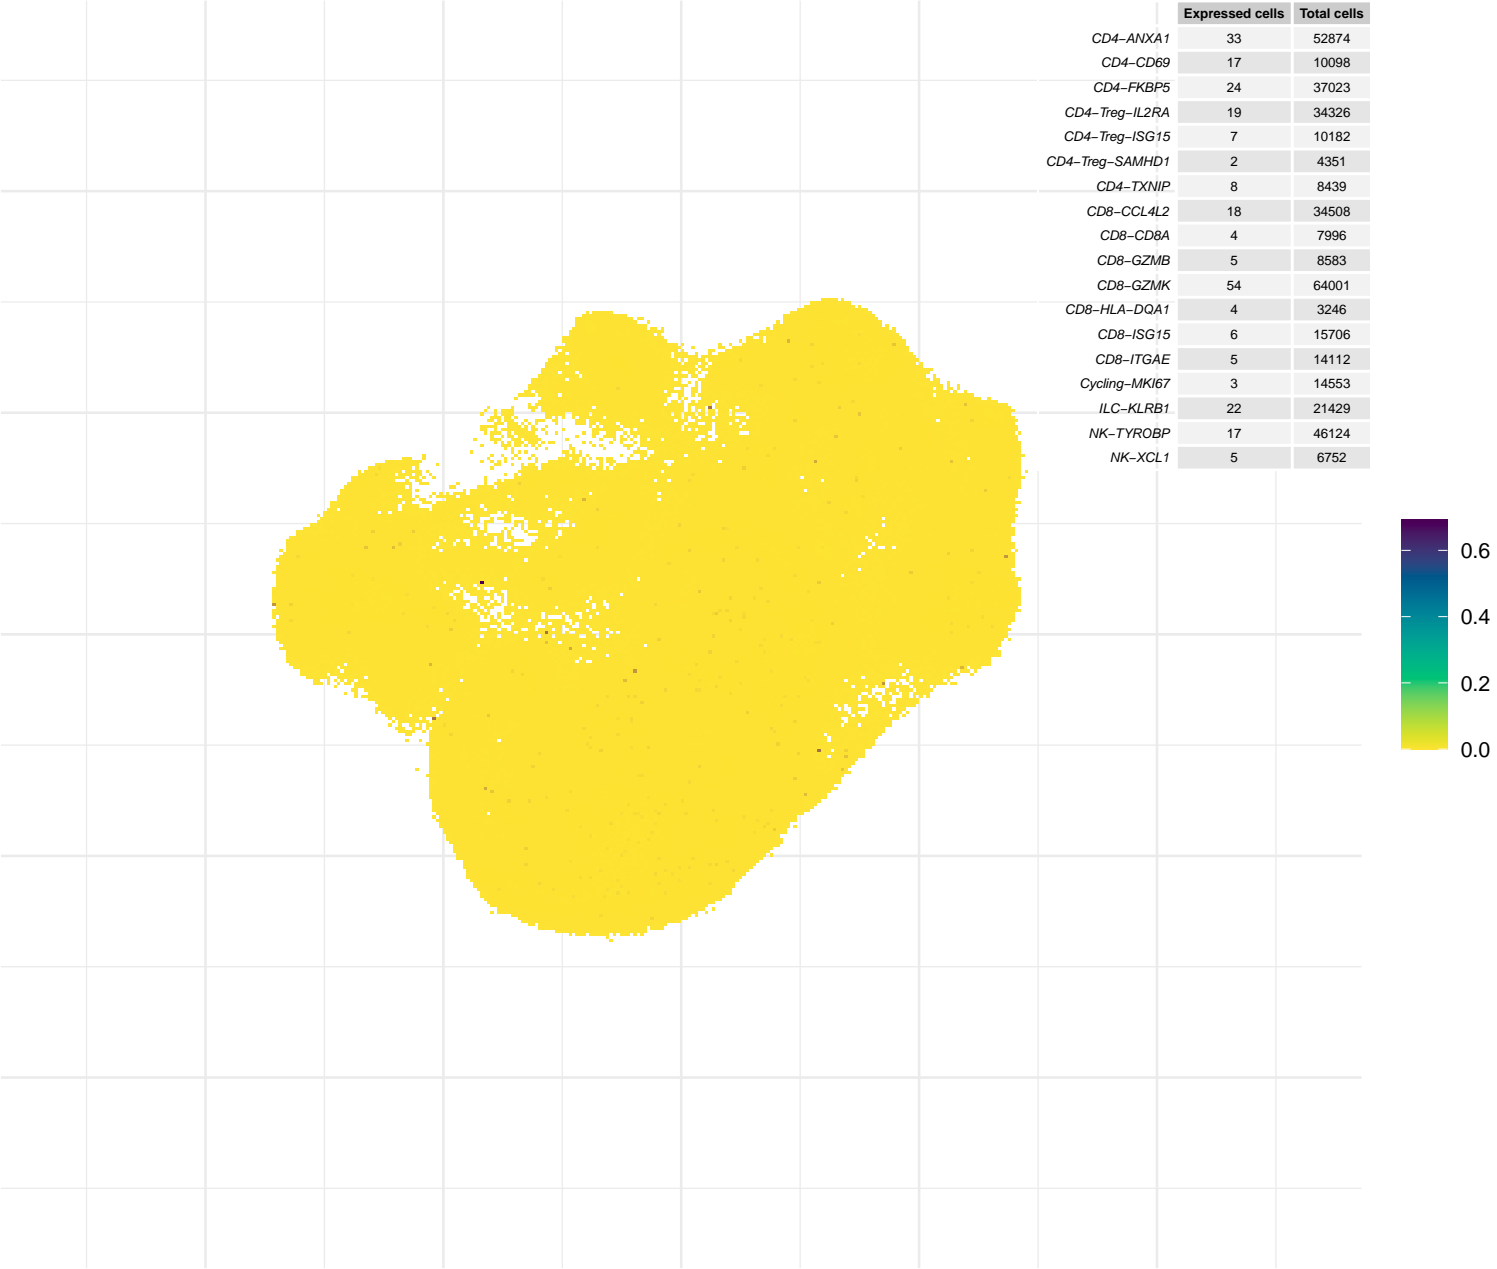 Expressed cells Total cells
CD4−ANXA1 33 52874
CD4−CD69 17 10098
CD4−FKBP5 24 37023
CD4−Treg−IL2RA 19 34326
CD4−Treg−ISG15 7 10182
CD4−Treg−SAMHD1 2 4351
CD4−TXNIP 8 8439
CD8−CCL4L2 18 34508
CD8−CD8A 4 7996
CD8−GZMB 5 8583
CD8−GZMK 54 64001
CD8−HLA−DQA1 4 3246
CD8−ISG15 6 15706
CD8−ITGAE 5 14112
Cycling−MKI67 3 14553
ILC−KLRB1 22 21429
NK−TYROBP 17 46124
NK−XCL1 5 6752
0.6
0.4
0.2
0.0